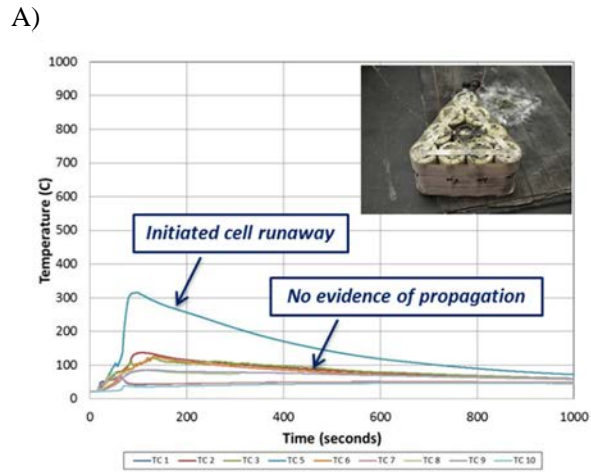 A)
1000
900
800
700
600
500
400
300
200
100
0
Temperature (C)
Initiated cell runaway
No evidence of propagation
0
200
400
600
800
1000
Time (seconds)
TC 1 TC 2 TC 3 TC 5 TC 6 TC 7 TC 8 TC 9 TC 10